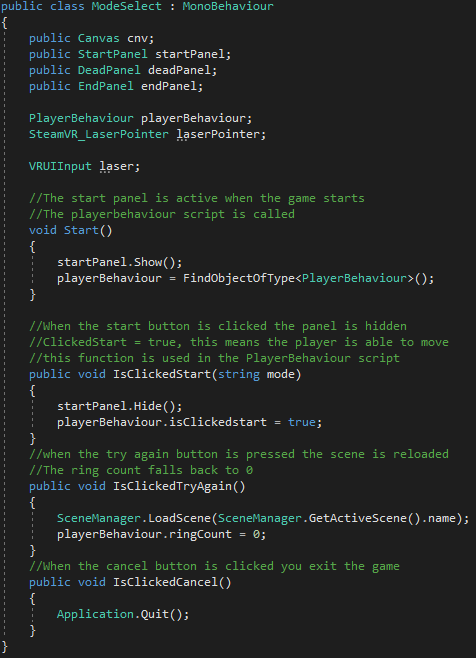 public class ModeSelect : MonoBehaviour
{
public Canvas cnv;
public StartPanel startPanel;
public DeadPanel deadPanel;
public EndPanel endPanel;
PlayerBehaviour playerBehaviour;
SteamVR_LaserPointer laserPointer;
VRUIInput laser;
//The start panel is active when the game starts
//The playerbehaviour script is called
void Start()
{
startPanel.Show();
playerBehaviour = FindObjectOfType<PlayerBehaviour>();
}
//When the start button is clicked the panel is hidden
//ClickedStart = true, this means the player is able to move
//this function is used in the PlayerBehaviour script
public void IsClickedStart(string mode)
{
startPanel.Hide();
playerBehaviour.isClickedstart = true;
}
//when the try again button is pressed the scene is reloaded
//The ring count falls back to 0
public void IsClickedTryAgain()
{
SceneManager.LoadScene(SceneManager.GetActiveScene().name);
playerBehaviour.ringCount = 0;
}
//When the cancel button is clicked you exit the game
public void IsClickedCancel()
{
Application.Quit();
}
}